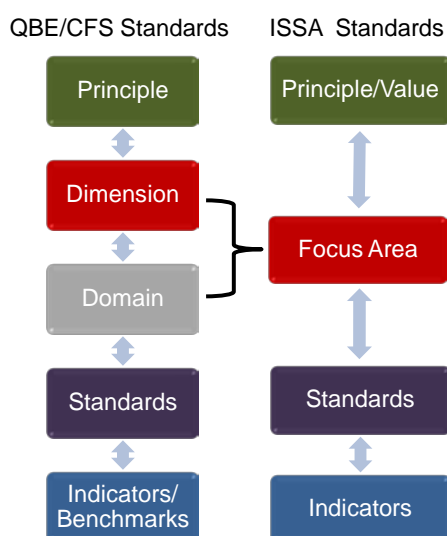 QBE/CFS Standards
ISSA  Standards
Principle
Principle/Value
Dimension
Focus Area
Domain
Standards
Standards
Indicators/
Benchmarks
Indicators